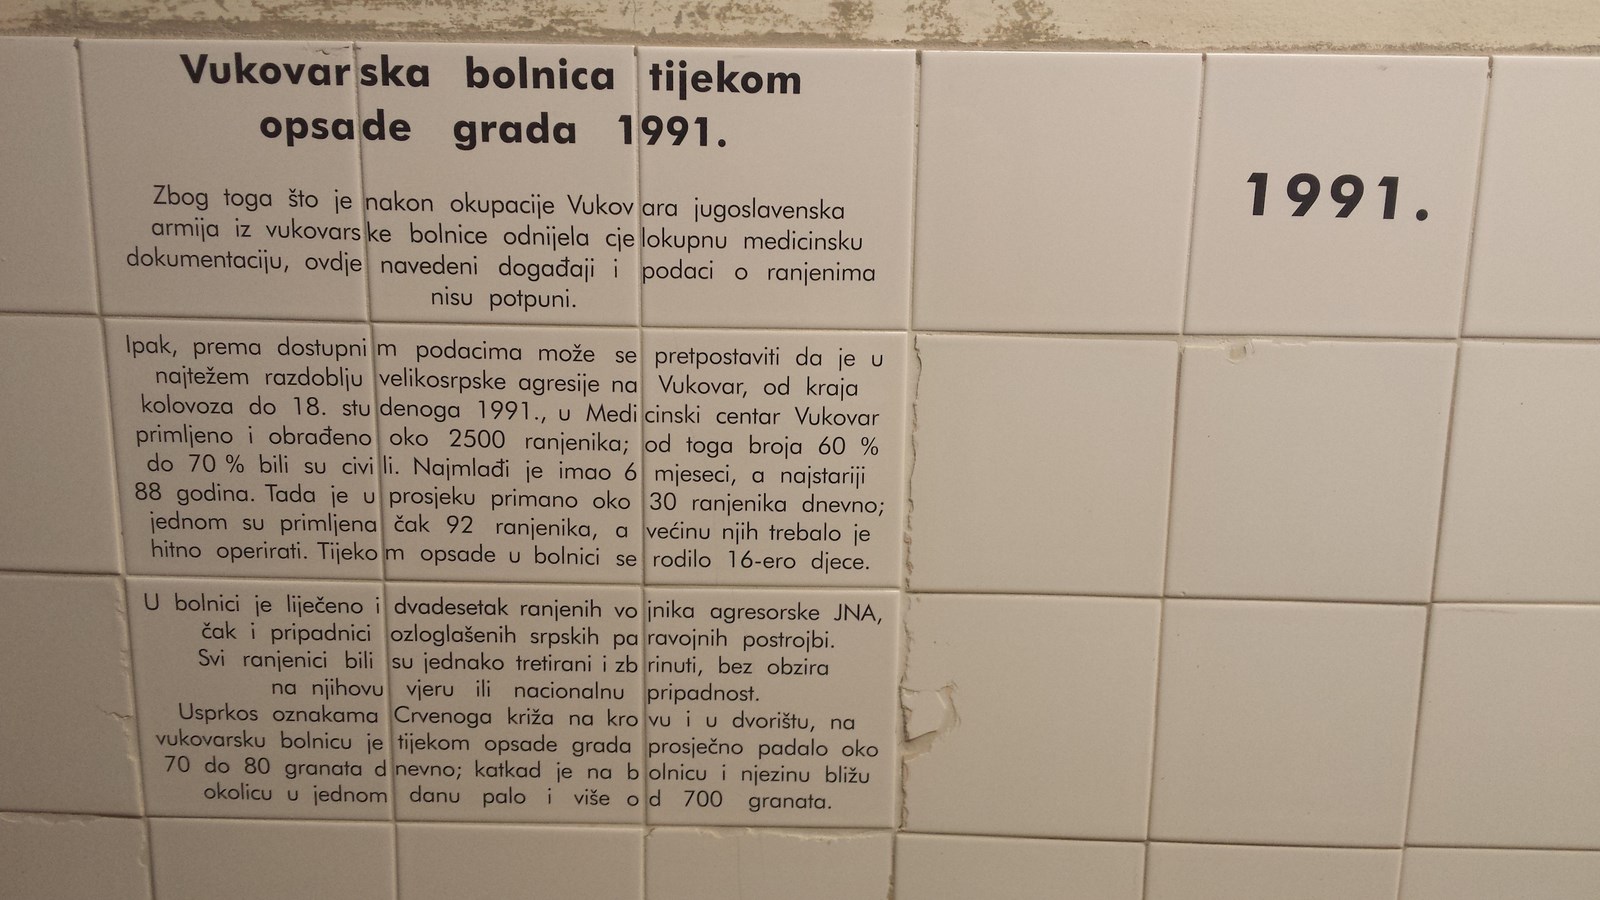 Vukovarska bolnica tijekom
opsade grada 1991.
Zbog toga što je nakon okupacije Vukovara jugoslavenska
armija iz vukovarske bolnice odnijela cjelokupnu medicinsku
dokumentaciju, ovdje navedeni događaji i podaci o ranjenima
nisu potpuni.
Ipak, prema dostupnim podacima može se pretpostaviti da je u
najtežem razdoblju velikosrpske agresije na Vukovar, od kraja
kolovoza do 18. studenoga 1991., u Medicinski centar Vukovar
primljeno i obrađeno oko 2500 ranjenika; od toga broja 60 %
do 70 % bili su civili. Najmlađi je imao 6 mjeseci, a najstariji
88 godina. Tada je u prosjeku primano oko 30 ranjenika dnevno;
jednom su primljena čak 92 ranjenika, a većinu njih trebalo je
hitno operirati. Tijekom opsade u bolnici se rodilo 16-ero djece.
U bolnici je liječeno i dvadesetak ranjenih vojnika agresorske JNA,
čak i pripadnici ozloglašenih srpskih paravojnih postrojbi.
Svi ranjenici bili su jednako tretirani i zbrinuti, bez obzira
na njihovu vjeru ili nacionalnu pripadnost.
Usprkos oznakama Crvenoga križa na krovu i u dvorištu, na
vukovarsku bolnicu je tijekom opsade grada prosječno padalo oko
70 do 80 granata dnevno; katkad je na bolnicu i njezinu bližu
okolicu u jednom danu palo i više od 700 granata.
1991.